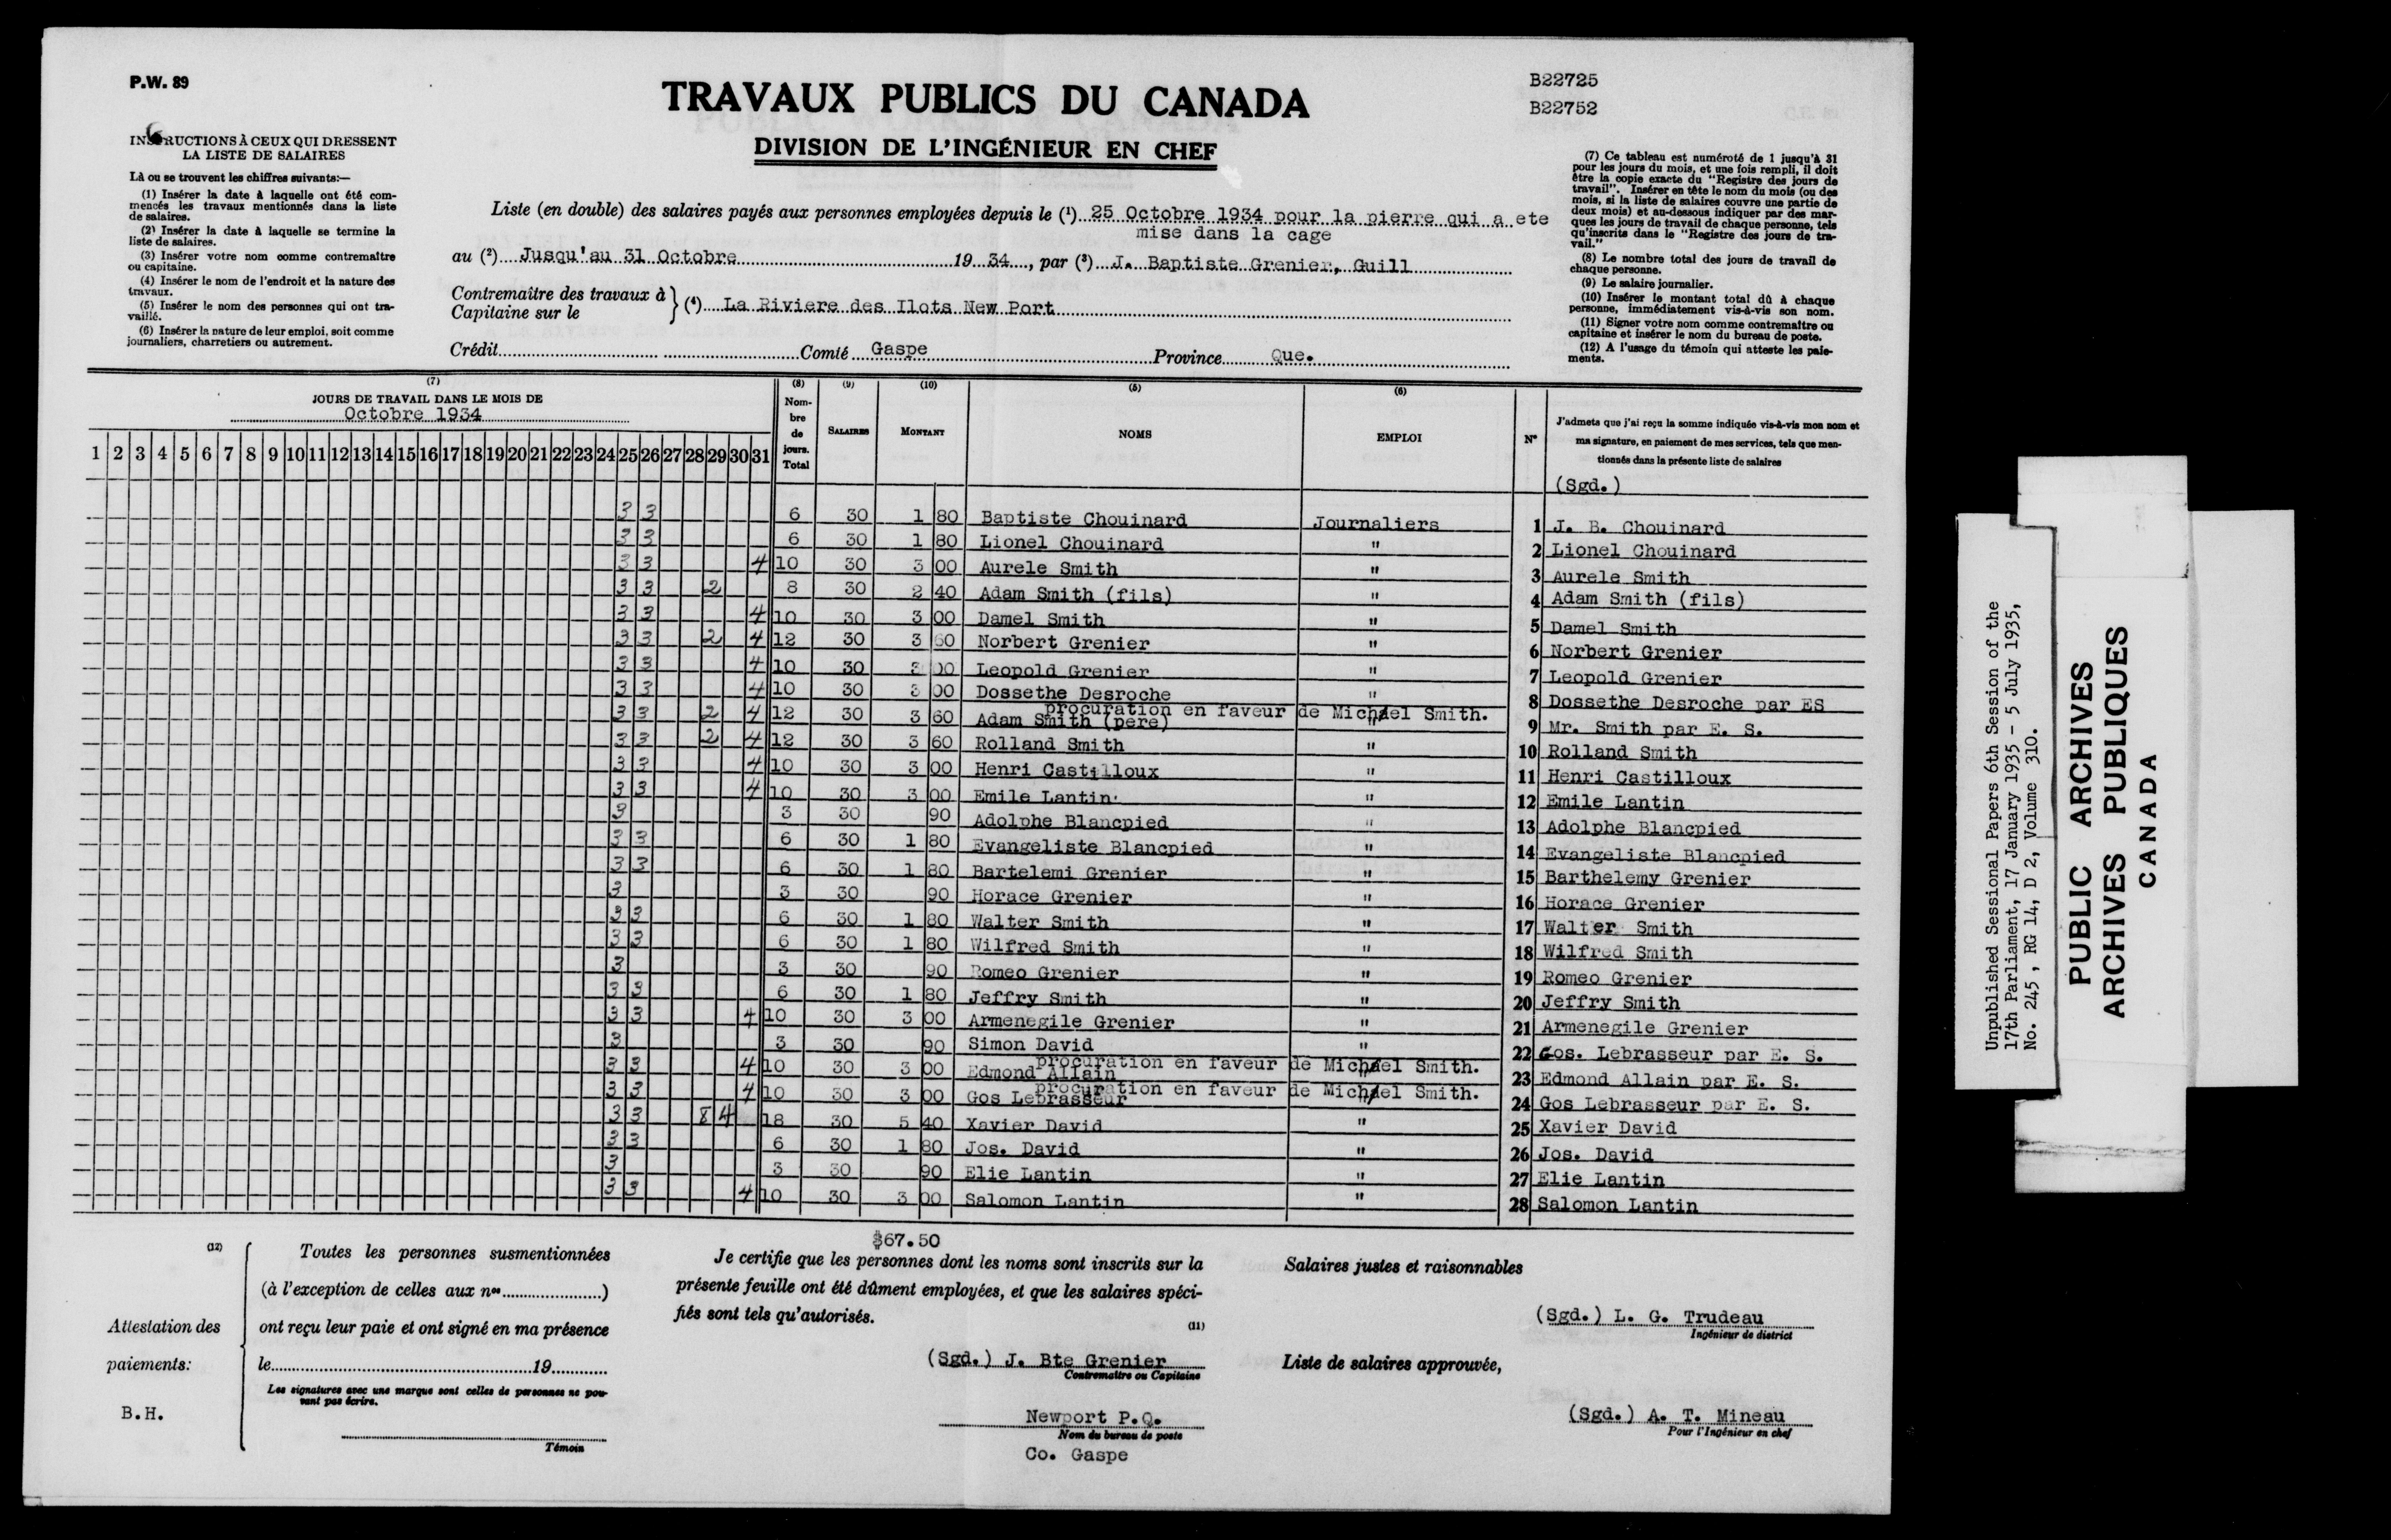 P.W. 89
TRAVAUX PUBLICS DU CANADA
DIVISION DE L'INGÉNIEUR EN CHEF
B22725
B22752
INSTRUCTIONS À CEUX QUI DRESSENT
LA LISTE DE SALAIRES
Là ou se trouvent les chiffres suivants:—
(1) Insérer la date à laquelle ont été com-
mencés les travaux mentionnés dans la liste
de salaires.
(2) Insérer la date à laquelle se termine la
liste de salaires.
(3) Insérer votre nom comme contremaître
ou capitaine.
(4) Insérer le nom de l'endroit et la nature des
travaux.
(5) Insérer le nom des personnes qui ont tra-
vaillé.
(6) Insérer la nature de leur emploi, soit comme
journaliers, charretiers ou autrement.
Liste (en double) des salaires payés aux personnes employées depuis le (1) 25 Octobre 1934 pour la pierre qui a ete
mise dans la cage
au (2) Jusqu'au 31 Octobre 19 34, par (3) J. Baptiste Grenier, Guill
Contremaître des travaux à
Capitaine sur le } (4) La Riviere des Ilots New Port
Crédit Comté Gaspe Province Que.
(7) Ce tableau est numéroté de 1 jusqu'à 31
pour les jours du mois, et une fois rempli, il doit
être la copie exacte du "Registre des jours de
travail". Insérer en tête le nom du mois (ou des
mois, si la liste de salaires couvre une partie de
deux mois) et au-dessous indiquer par des mar-
ques les jours de travail de chaque personne, tels
qu'inscrits dans le "Registre des jours de tra-
vail."
(8) Le nombre total des jours de travail de
chaque personne.
(9) Le salaire journalier.
(10) Insérer le montant total dû à chaque
personne, immédiatement vis-à-vis son nom.
(11) Signer votre nom comme contremaître ou
capitaine et insérer le nom du bureau de poste.
(12) A l'usage du témoin qui atteste les paie-
ments.
(7) (8) (9) (10) (5) (6)
JOURS DE TRAVAIL DANS LE MOIS DE
Octobre 1934
1 2 3 4 5 6 7 8 9 10 11 12 13 14 15 16 17 18 19 20 21 22 23 24 25 26 27 28 29 30 31
Nom-
bre
de
jours.
Total
SALAIRES MONTANT NOMS EMPLOI N°
J'admets que j'ai reçu la somme indiquée vis-à-vis mon nom et
ma signature, en paiement de mes services, tels que men-
tionnés dans la présente liste de salaires
(Sgd.)
3 3 6 30 1 80 Baptiste Chouinard Journaliers 1 J. B. Chouinard
3 3 6 30 1 80 Lionel Chouinard " 2 Lionel Chouinard
3 3 4 10 30 3 00 Aurele Smith " 3 Aurele Smith
3 3 2 8 30 2 40 Adam Smith (fils) " 4 Adam Smith (fils)
3 3 4 10 30 3 00 Damel Smith " 5 Damel Smith
3 3 2 4 12 30 3 60 Norbert Grenier " 6 Norbert Grenier
3 3 4 10 30 3 00 Leopold Grenier " 7 Leopold Grenier
3 3 4 10 30 3 00 Dossethe Desroche " 8 Dossethe Desroche par ES
procuration en faveur de Michael Smith.
3 3 2 4 12 30 3 60 Adam Smith (pere) " 9 Mr. Smith par E. S.
3 3 2 4 12 30 3 60 Rolland Smith " 10 Rolland Smith
3 3 4 10 30 3 00 Henri Castilloux " 11 Henri Castilloux
3 3 4 10 30 3 00 Emile Lantin " 12 Emile Lantin
3 3 30 90 Adolphe Blancpied " 13 Adolphe Blancpied
3 3 6 30 1 80 Evangeliste Blancpied " 14 Evangeliste Blancpied
3 3 6 30 1 80 Bartelemi Grenier " 15 Barthelemy Grenier
3 3 30 90 Horace Grenier " 16 Horace Grenier
3 3 6 30 1 80 Walter Smith " 17 Walter Smith
3 3 6 30 1 80 Wilfred Smith " 18 Wilfred Smith
3 3 30 90 Romeo Grenier " 19 Romeo Grenier
3 3 6 30 1 80 Jeffry Smith " 20 Jeffry Smith
3 3 4 10 30 3 00 Armenegile Grenier " 21 Armenegile Grenier
3 3 30 90 Simon David " 22 Gos. Lebrasseur par E. S.
procuration en faveur de Michael Smith.
3 3 4 10 30 3 00 Edmond Allain " 23 Edmond Allain par E. S.
procuration en faveur de Michael Smith.
3 3 4 10 30 3 00 Gos Lebrasseur " 24 Gos Lebrasseur par E. S.
3 3 8 4 18 30 5 40 Xavier David " 25 Xavier David
3 3 6 30 1 80 Jos. David " 26 Jos. David
3 3 30 90 Elie Lantin " 27 Elie Lantin
3 3 4 10 30 3 00 Salomon Lantin " 28 Salomon Lantin
$67.50
(12)
Attestation des
paiements:
B.H.
Toutes les personnes susmentionnées
(à l'exception de celles aux nos )
ont reçu leur paie et ont signé en ma présence
le 19
Les signatures avec une marque sont celles de personnes ne pou-
vant pas écrire.
Témoin
Je certifie que les personnes dont les noms sont inscrits sur la
présente feuille ont été dûment employées, et que les salaires spéci-
fiés sont tels qu'autorisés.
(11)
(Sgd.) J. Bte Grenier
Contremaître ou Capitaine
Newport P.Q.
Nom du bureau de poste
Co. Gaspe
Salaires justes et raisonnables
(Sgd.) L. G. Trudeau
Ingénieur de district
Liste de salaires approuvée,
(Sgd.) A. T. Mineau
Pour l'Ingénieur en chef
Unpublished Sessional Papers 6th Session of the
17th Parliament, 17 January 1935 - 5 July 1935,
No. 245, RG 14, D 2, Volume 310.
PUBLIC ARCHIVES
ARCHIVES PUBLIQUES
CANADA